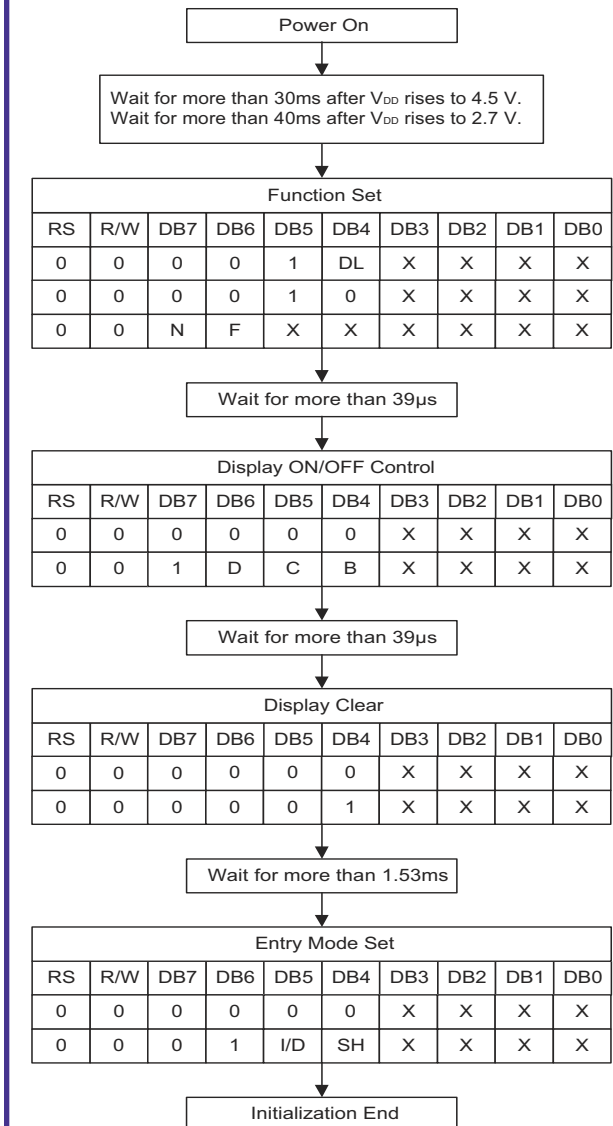 Power On
Wait for more than 30ms after VDD rises to 4.5 V.
Wait for more than 40ms after VDD rises to 2.7 V.
Function Set
RS R/W DB7 DB6 DB5 DB4 DB3 DB2 DB1 DB0
0 0 0 0 1 DL X X X X
0 0 0 0 1 0 X X X X
0 0 N F X X X X X X
Wait for more than 39µs
Display ON/OFF Control
RS R/W DB7 DB6 DB5 DB4 DB3 DB2 DB1 DB0
0 0 0 0 0 0 X X X X
0 0 1 D C B X X X X
Wait for more than 39µs
Display Clear
RS R/W DB7 DB6 DB5 DB4 DB3 DB2 DB1 DB0
0 0 0 0 0 0 X X X X
0 0 0 0 0 1 X X X X
Wait for more than 1.53ms
Entry Mode Set
RS R/W DB7 DB6 DB5 DB4 DB3 DB2 DB1 DB0
0 0 0 0 0 0 X X X X
0 0 0 1 I/D SH X X X X
Initialization End